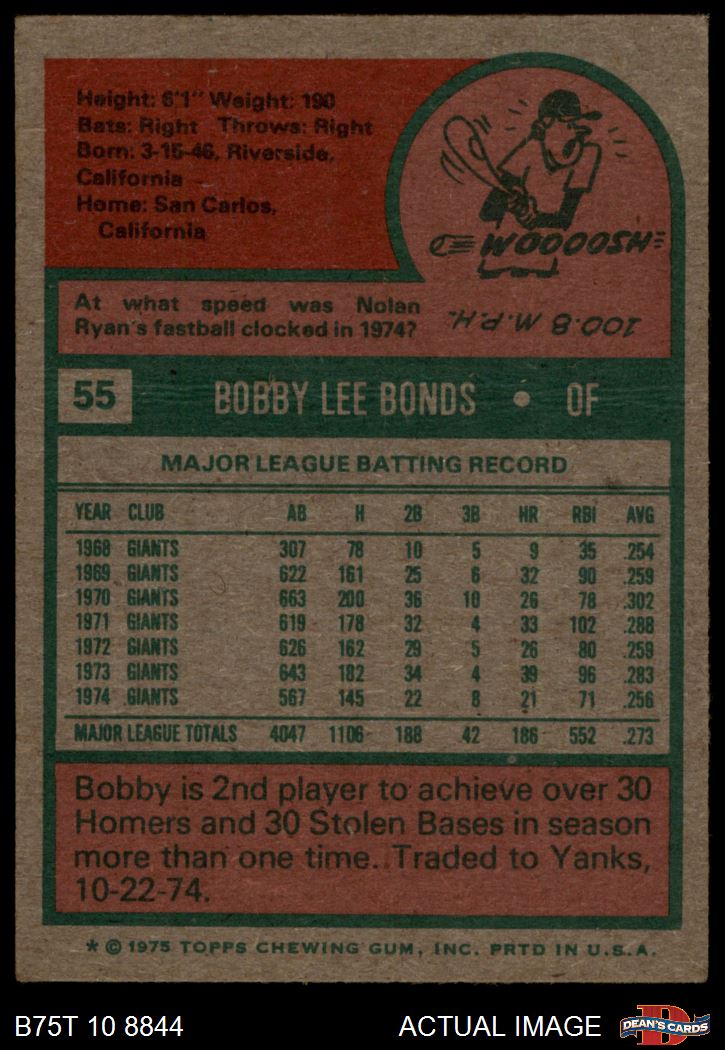 Height: 6'1" Weight: 190
Bats: Right Throws: Right
Born: 3-15-46, Riverside,
California
Home: San Carlos,
California
WOOOOSH
At what speed was Nolan
Ryan's fastball clocked in 1974?
100.8 M.P.H.
55 BOBBY LEE BONDS • OF
MAJOR LEAGUE BATTING RECORD
YEAR CLUB AB H 2B 3B HR RBI AVG
1968 GIANTS 307 78 10 5 9 35 .254
1969 GIANTS 622 161 25 6 32 90 .259
1970 GIANTS 663 200 36 10 26 78 .302
1971 GIANTS 619 178 32 4 33 102 .288
1972 GIANTS 626 162 29 5 26 80 .259
1973 GIANTS 643 182 34 4 39 96 .283
1974 GIANTS 567 145 22 8 21 71 .256
MAJOR LEAGUE TOTALS 4047 1106 188 42 186 552 .273
Bobby is 2nd player to achieve over 30
Homers and 30 Stolen Bases in season
more than one time. Traded to Yanks,
10-22-74.
* © 1975 TOPPS CHEWING GUM, INC. PRTD IN U.S.A.
B75T 10 8844 ACTUAL IMAGE DEAN'S CARDS